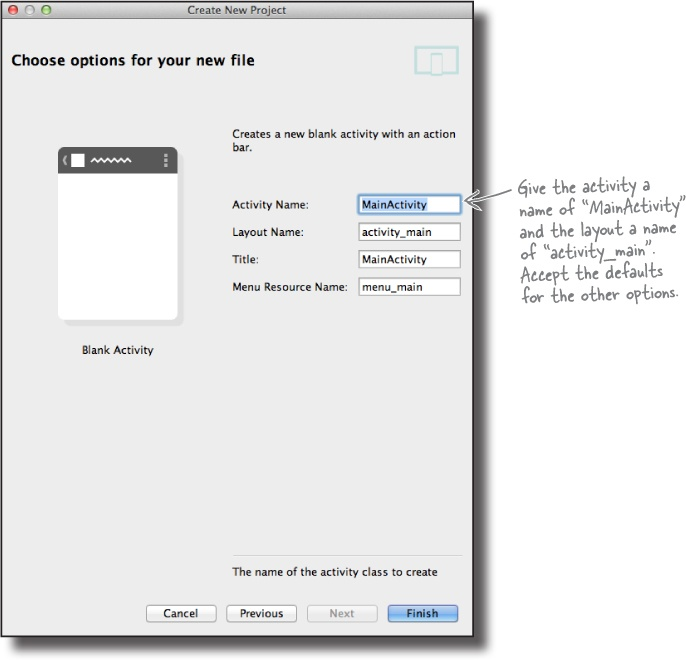 Create New Project
Choose options for your new file
Creates a new blank activity with an action
bar.
Activity Name: MainActivity
Layout Name: activity_main
Title: MainActivity
Menu Resource Name: menu_main
Blank Activity
The name of the activity class to create
Cancel Previous Next Finish
Give the activity a
name of “MainActivity”
and the layout a name
of “activity_main”.
Accept the defaults
for the other options.